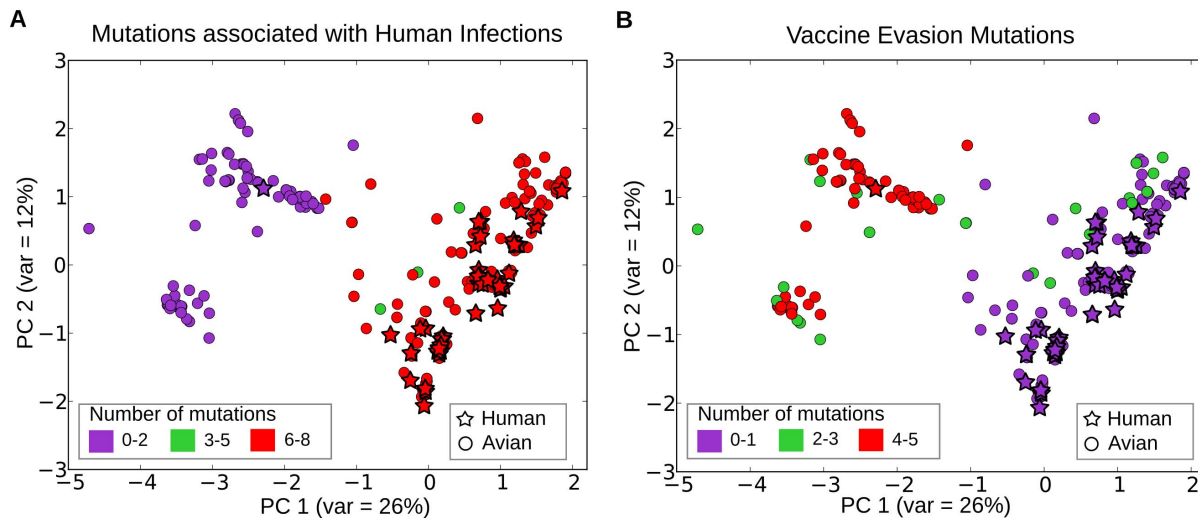 A
Mutations associated with Human Infections
3
2
1
0
−1
−2
−3
PC 2 (var = 12%)
Number of mutations
0-2
3-5
6-8
Human
Avian
−5
−4
−3
−2
−1
0
1
2
PC 1 (var = 26%)
B
Vaccine Evasion Mutations
3
2
1
0
−1
−2
−3
PC 2 (var = 12%)
Number of mutations
0-1
2-3
4-5
Human
Avian
−5
−4
−3
−2
−1
0
1
2
PC 1 (var = 26%)